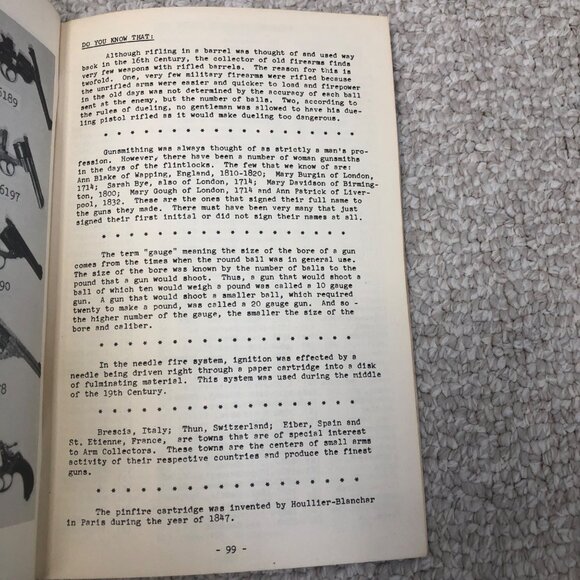 6189
6197
90
8
DO YOU KNOW THAT:
Although rifling in a barrel was thought of and used way
back in the 16th Century, the collector of old firearms finds
very few weapons with rifled barrels. The reason for this is
twofold. One, very few military firearms were rifled because
the unrifled arms were easier and quicker to load and firepower
in the old days was not determined by the accuracy of each ball
sent at the enemy, but the number of balls. Two, according to
the rules of dueling, no gentleman was allowed to have his due-
ling pistol rifled as it would make dueling too dangerous.
* * * * * * * * * * * * * * * * *
Gunsmithing was always thought of as strictly a man's pro-
fession. However, there have been a number of woman gunsmiths
in the days of the flintlocks. The few that we know of are:
Ann Blake of Wapping, England, 1810-1820; Mary Burgin of London,
1714; Sarah Bye, also of London, 1714; Mary Davidson of Birming-
ton, 1800; Mary Gough of London, 1714 and Ann Patrick of Liver-
pool, 1832. These are the ones that signed their full name to
the guns they made. There must have been very many that just
signed their first initial or did not sign their names at all.
* * * * * * * * * * * * * * * * *
The term "gauge" meaning the size of the bore of a gun
comes from the times when the round ball was in general use.
The size of the bore was known by the number of balls to the
pound that a gun would shoot. Thus, a gun that would shoot a
ball of which ten would weigh a pound was called a 10 gauge
gun. A gun that would shoot a smaller ball, which required
twenty to make a pound, was called a 20 gauge gun. And so -
the higher number of the gauge, the smaller the size of the
bore and caliber.
* * * * * * * * * * * * * * * * *
In the needle fire system, ignition was effected by a
needle being driven right through a paper cartridge into a disk
of fulminating material. This system was used during the middle
of the 19th Century.
* * * * * * * * * * * * * * * * *
Brescia, Italy; Thun, Switzerland; Eiber, Spain and
St. Etienne, France, are towns that are of special interest
to Arm Collectors. These towns are the centers of small arms
activity of their respective countries and produce the finest
guns.
* * * * * * * * * * * * * * * * *
The pinfire cartridge was invented by Houllier-Blanchar
in Paris during the year of 1847.
- 99 -